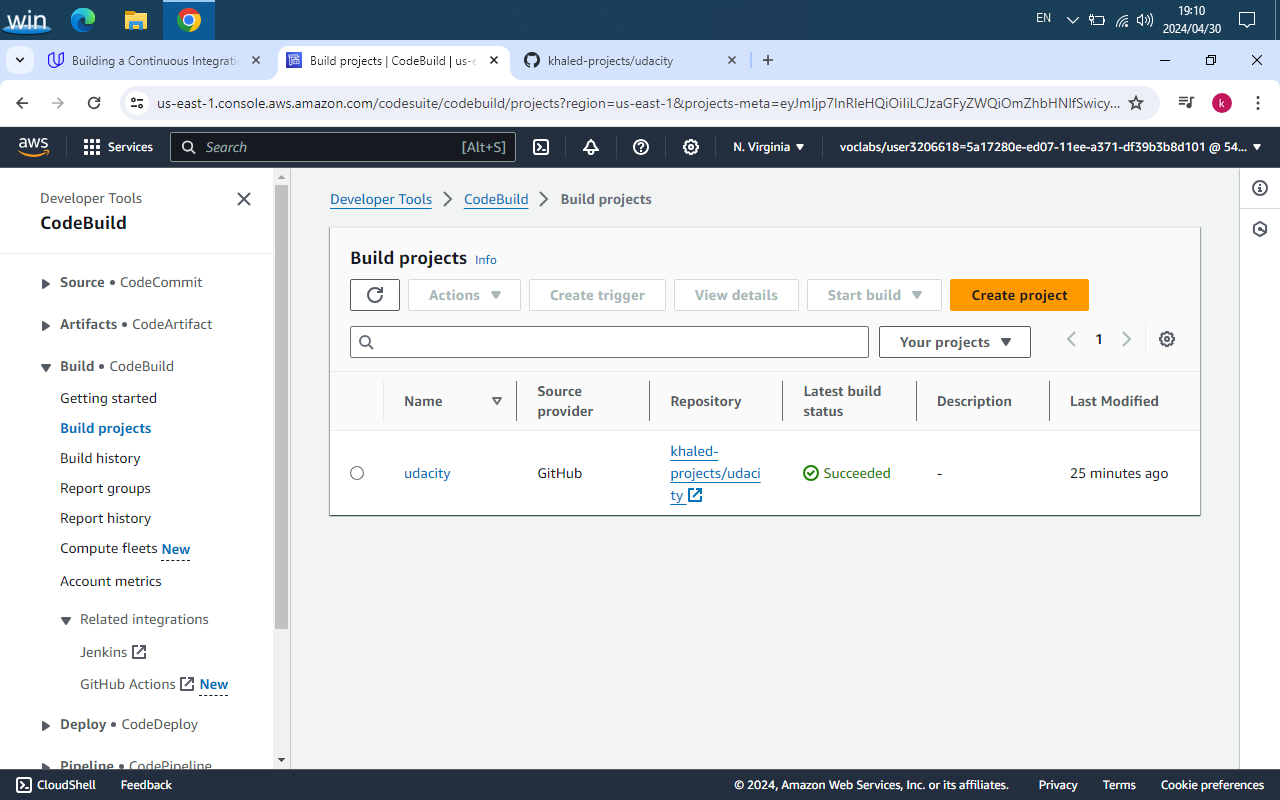 win
EN
19:10
2024/04/30
Building a Continuous Integrati
Build projects | CodeBuild | us-e
khaled-projects/udacity
us-east-1.console.aws.amazon.com/codesuite/codebuild/projects?region=us-east-1&projects-meta=eyJmIjp7InRleHQiOiIiLCJzaGFyZWQiOmZhbHNlfSwicy...
k
aws
Services
Search
[Alt+S]
N. Virginia
voclabs/user3206618=5a17280e-ed07-11ee-a371-df39b3b8d101 @ 54...
Developer Tools
CodeBuild
Source • CodeCommit
Artifacts • CodeArtifact
Build • CodeBuild
Getting started
Build projects
Build history
Report groups
Report history
Compute fleets New
Account metrics
Related integrations
Jenkins
GitHub Actions New
Deploy • CodeDeploy
Pipeline • CodePipeline
Developer Tools
CodeBuild
Build projects
Build projects Info
Actions
Create trigger
View details
Start build
Create project
Your projects
1
Name
Source
provider
Repository
Latest build
status
Description
Last Modified
udacity
GitHub
khaled-
projects/udaci
ty
Succeeded
-
25 minutes ago
CloudShell
Feedback
© 2024, Amazon Web Services, Inc. or its affiliates.
Privacy
Terms
Cookie preferences